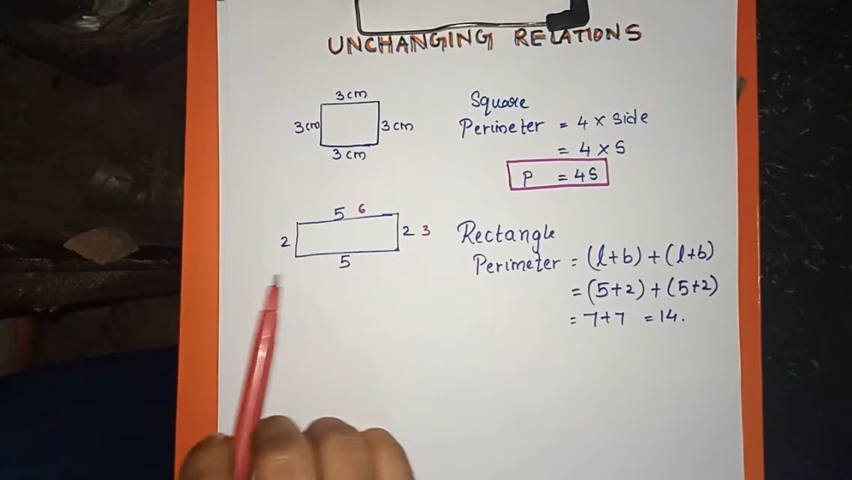 UNCHANGING RELATIONS
3 cm
3 cm
3 cm
3 cm
Square
Perimeter = 4 × side
= 4 × S
P = 4S
5 6
2
2 3
5
Rectangle
Perimeter = (l+b) + (l+b)
= (5+2) + (5+2)
= 7+7 = 14.